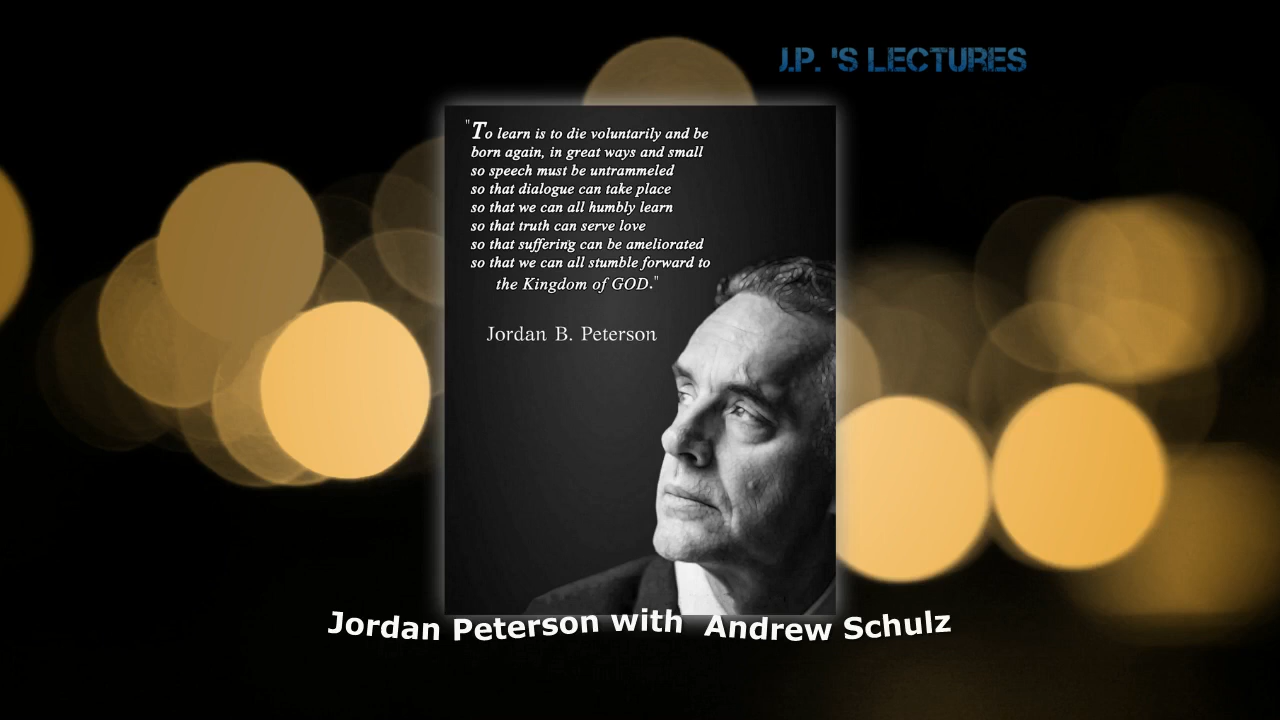 J.P. 'S LECTURES
"To learn is to die voluntarily and be
born again, in great ways and small
so speech must be untrammeled
so that dialogue can take place
so that we can all humbly learn
so that truth can serve love
so that suffering can be ameliorated
so that we can all stumble forward to
the Kingdom of GOD."
Jordan B. Peterson
Jordan Peterson with Andrew Schulz